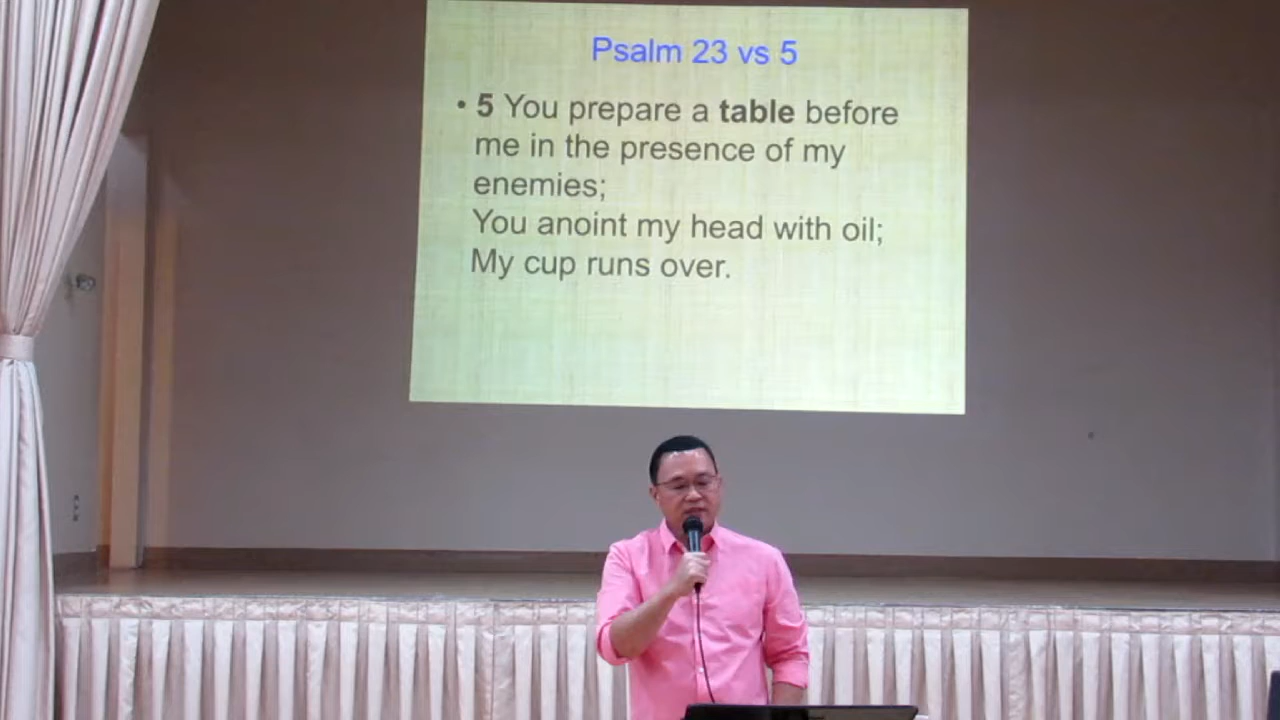 Psalm 23 vs 5
• 5 You prepare a table before
me in the presence of my
enemies;
You anoint my head with oil;
My cup runs over.